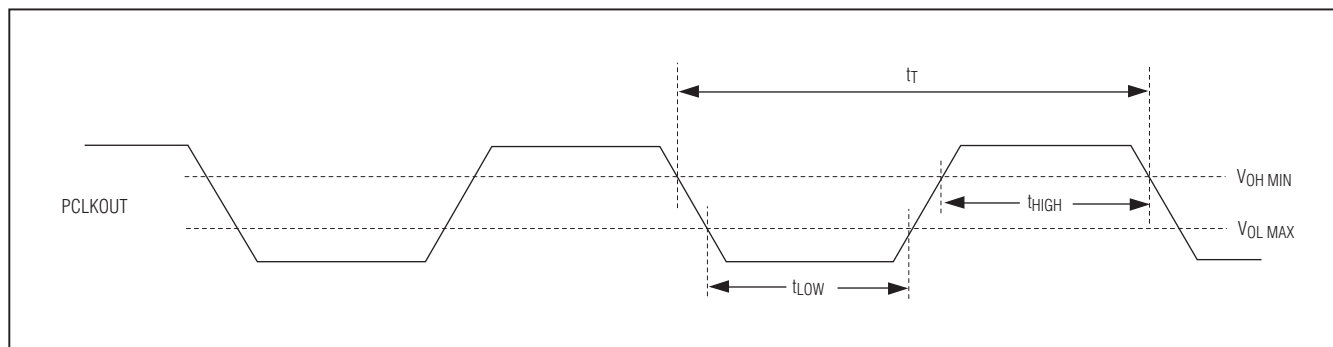 tT
VOH MIN
PCLKOUT
tHIGH
VOL MAX
tLOW